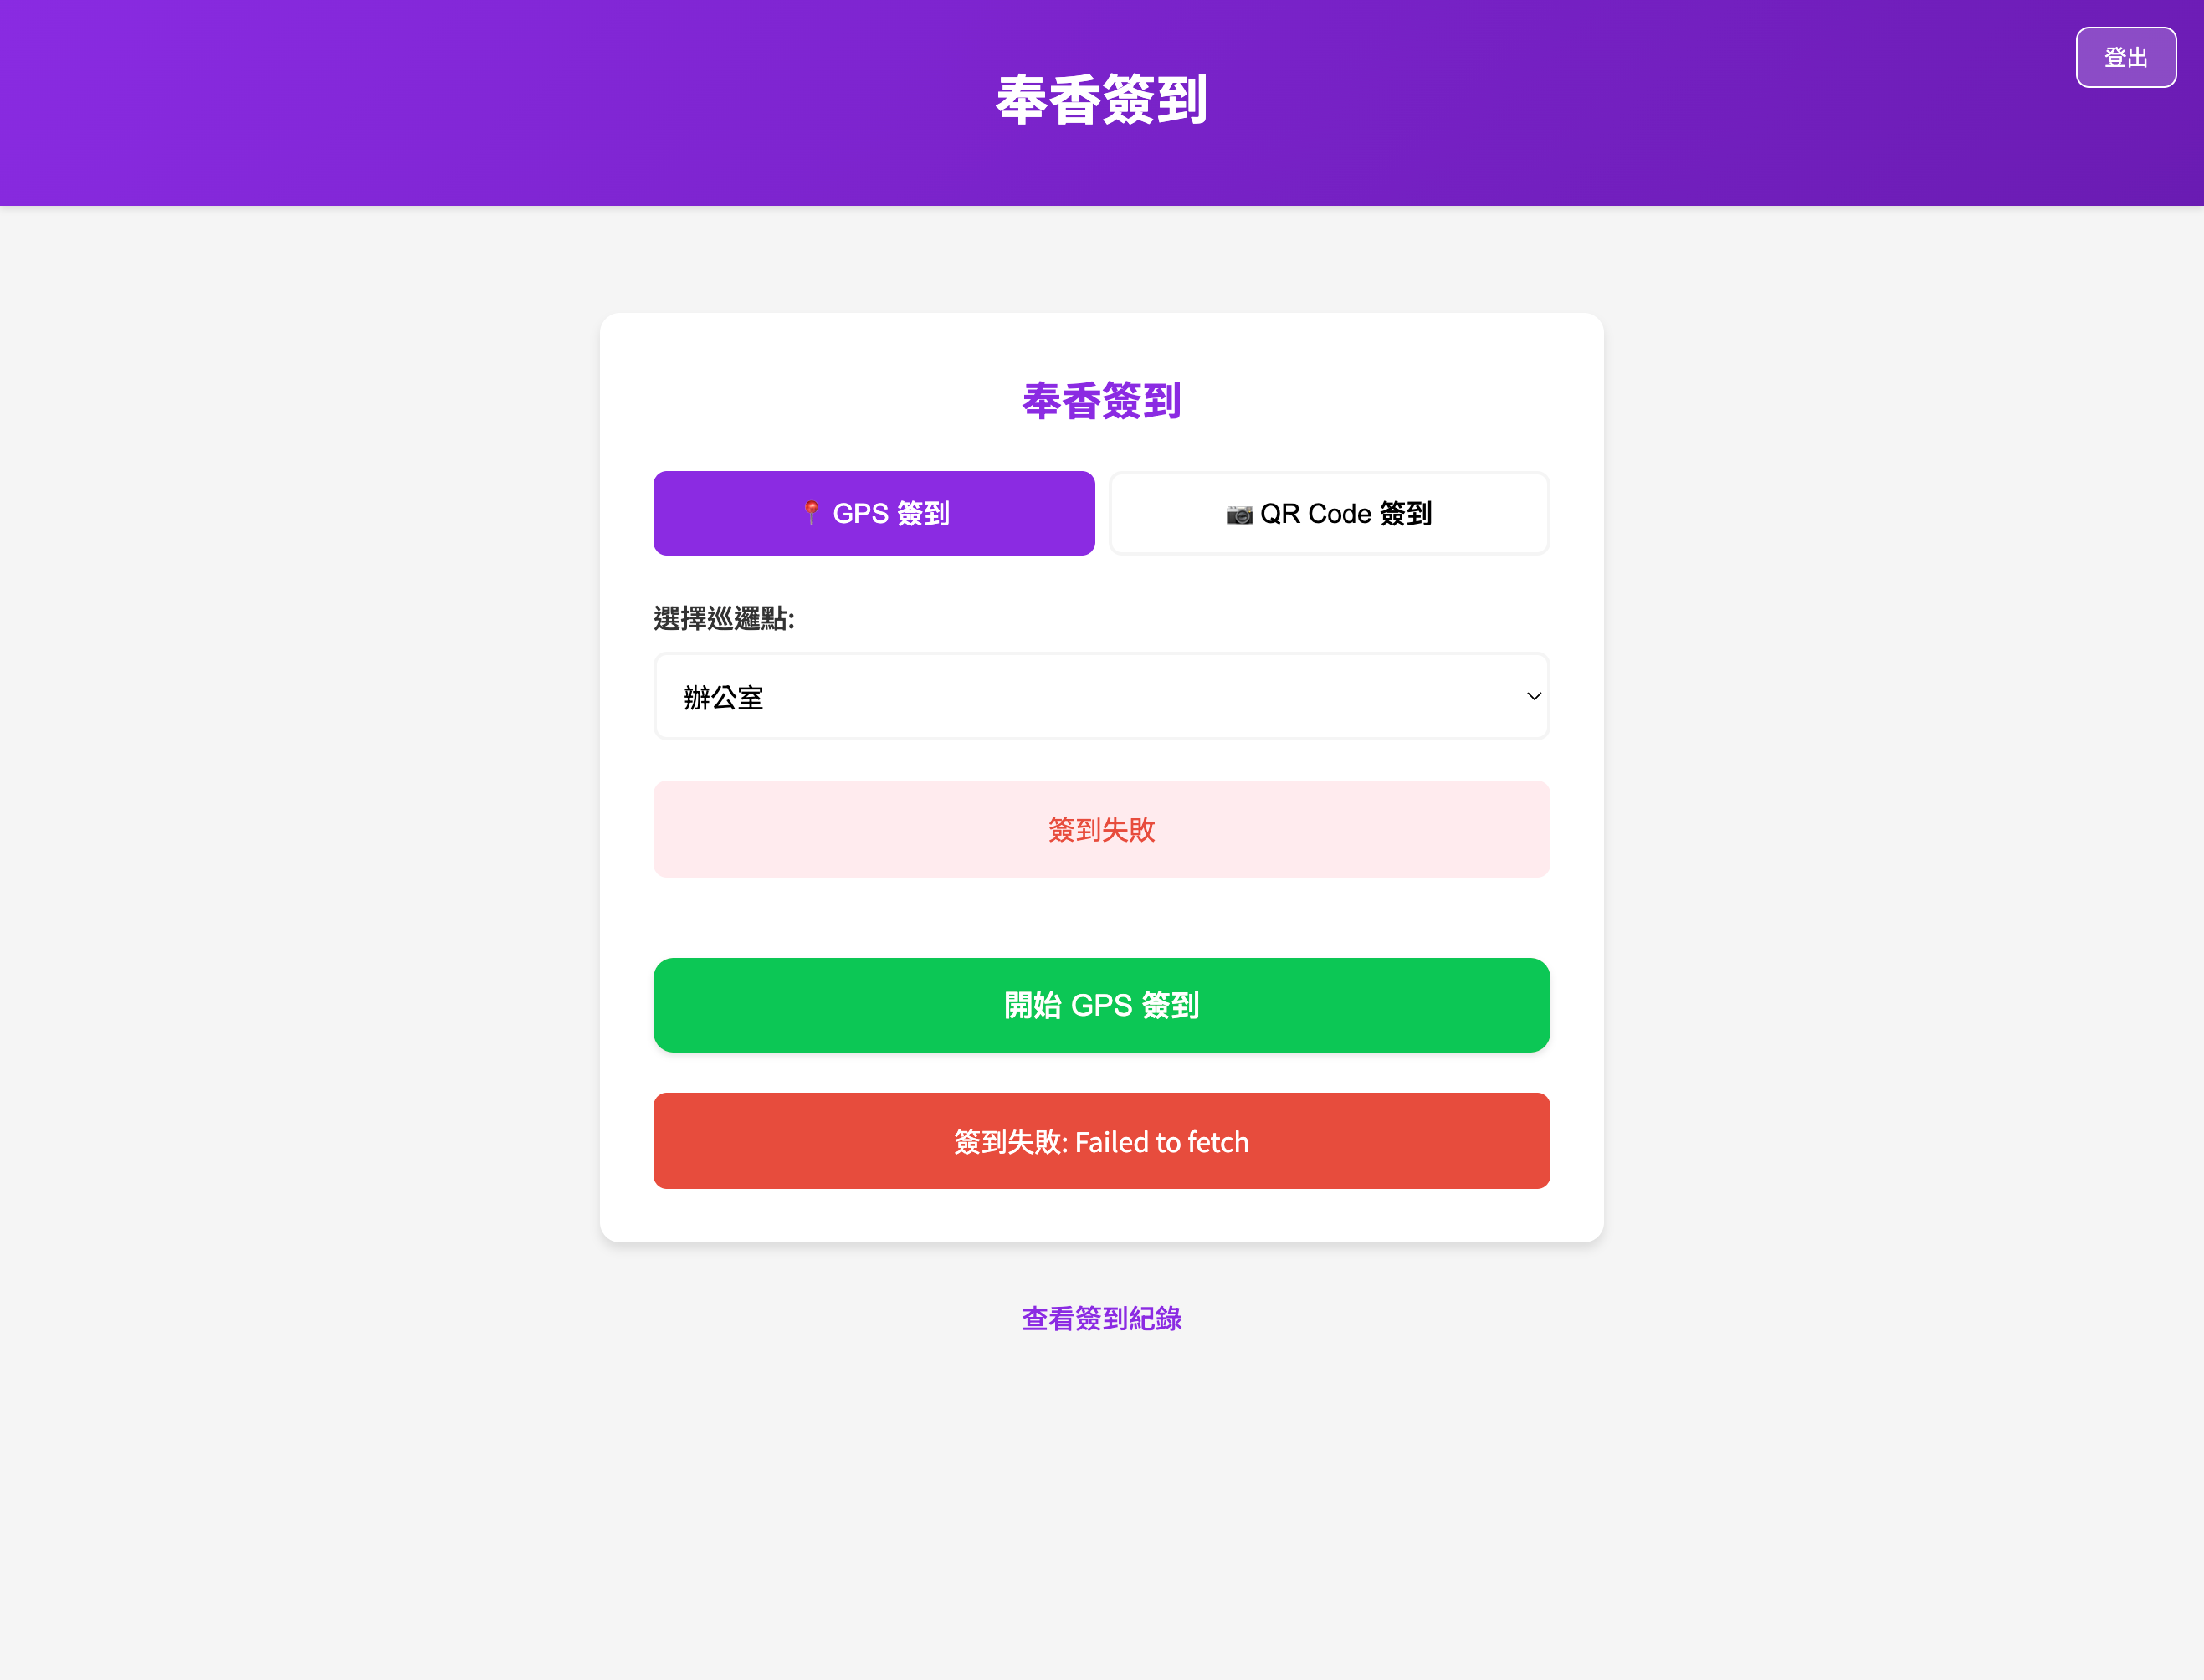 登出
奉香簽到
奉香簽到
📍 GPS 簽到
📷 QR Code 簽到
選擇巡邏點:
辦公室
簽到失敗
開始 GPS 簽到
簽到失敗: Failed to fetch
查看簽到紀錄